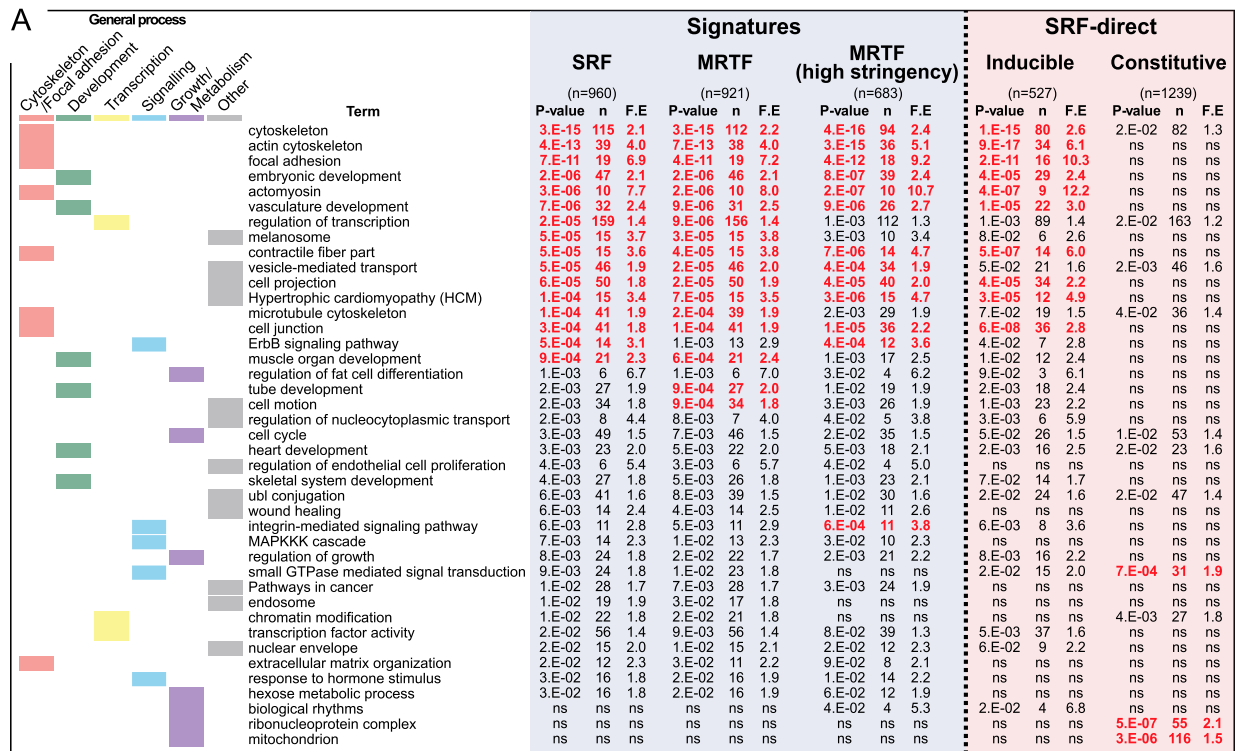 A
General process
Signatures
SRF-direct
Cytoskeleton
/Focal adhesion
Development
Transcription
Signalling
Growth/
Metabolism
Other
Term
SRF
MRTF
MRTF
(high stringency)
Inducible
Constitutive
(n=960)
(n=921)
(n=683)
(n=527)
(n=1239)
P-value n F.E P-value n F.E P-value n F.E P-value n F.E P-value n F.E
cytoskeleton 3.E-15 115 2.1 3.E-15 112 2.2 4.E-16 94 2.4 1.E-15 80 2.6 2.E-02 82 1.3
actin cytoskeleton 4.E-13 39 4.0 7.E-13 38 4.0 3.E-15 36 5.1 9.E-17 34 6.1 ns ns ns
focal adhesion 7.E-11 19 6.9 4.E-11 19 7.2 4.E-12 18 9.2 2.E-11 16 10.3 ns ns ns
embryonic development 2.E-06 47 2.1 2.E-06 46 2.1 8.E-07 39 2.4 4.E-05 29 2.4 ns ns ns
actomyosin 3.E-06 10 7.7 2.E-06 10 8.0 2.E-07 10 10.7 4.E-07 9 12.2 ns ns ns
vasculature development 7.E-06 32 2.4 9.E-06 31 2.5 9.E-06 26 2.7 1.E-05 22 3.0 ns ns ns
regulation of transcription 2.E-05 159 1.4 9.E-06 156 1.4 1.E-03 112 1.3 1.E-03 89 1.4 2.E-02 163 1.2
melanosome 5.E-05 15 3.7 3.E-05 15 3.8 3.E-03 10 3.4 8.E-02 6 2.6 ns ns ns
contractile fiber part 5.E-05 15 3.6 4.E-05 15 3.8 7.E-06 14 4.7 5.E-07 14 6.0 ns ns ns
vesicle-mediated transport 5.E-05 46 1.9 2.E-05 46 2.0 4.E-04 34 1.9 5.E-02 21 1.6 2.E-03 46 1.6
cell projection 6.E-05 50 1.8 2.E-05 50 1.9 4.E-05 40 2.0 4.E-05 34 2.2 ns ns ns
Hypertrophic cardiomyopathy (HCM) 1.E-04 15 3.4 7.E-05 15 3.5 3.E-06 15 4.7 3.E-05 12 4.9 ns ns ns
microtubule cytoskeleton 1.E-04 41 1.9 2.E-04 39 1.9 2.E-03 29 1.9 7.E-02 19 1.5 4.E-02 36 1.4
cell junction 3.E-04 41 1.8 1.E-04 41 1.9 1.E-05 36 2.2 6.E-08 36 2.8 ns ns ns
ErbB signaling pathway 5.E-04 14 3.1 1.E-03 13 2.9 4.E-04 12 3.6 4.E-02 7 2.8 ns ns ns
muscle organ development 9.E-04 21 2.3 6.E-04 21 2.4 1.E-03 17 2.5 1.E-02 12 2.4 ns ns ns
regulation of fat cell differentiation 1.E-03 6 6.7 1.E-03 6 7.0 3.E-02 4 6.2 9.E-02 3 6.1 ns ns ns
tube development 2.E-03 27 1.9 9.E-04 27 2.0 1.E-02 19 1.9 2.E-03 18 2.4 ns ns ns
cell motion 2.E-03 34 1.8 9.E-04 34 1.8 3.E-03 26 1.9 1.E-03 23 2.2 ns ns ns
regulation of nucleocytoplasmic transport 2.E-03 8 4.4 8.E-03 7 4.0 4.E-02 5 3.8 3.E-03 6 5.9 ns ns ns
cell cycle 3.E-03 49 1.5 7.E-03 46 1.5 2.E-02 35 1.5 5.E-02 26 1.5 1.E-02 53 1.4
heart development 3.E-03 23 2.0 5.E-03 22 2.0 5.E-03 18 2.1 2.E-03 16 2.5 2.E-02 23 1.6
regulation of endothelial cell proliferation 4.E-03 6 5.4 3.E-03 6 5.7 4.E-02 4 5.0 ns ns ns ns ns ns
skeletal system development 4.E-03 27 1.8 5.E-03 26 1.8 1.E-03 23 2.1 7.E-02 14 1.7 ns ns ns
ubl conjugation 6.E-03 41 1.6 8.E-03 39 1.5 1.E-02 30 1.6 2.E-02 24 1.6 2.E-02 47 1.4
wound healing 6.E-03 14 2.4 4.E-03 14 2.5 1.E-02 11 2.6 ns ns ns ns ns ns
integrin-mediated signaling pathway 6.E-03 11 2.8 5.E-03 11 2.9 6.E-04 11 3.8 6.E-03 8 3.6 ns ns ns
MAPKKK cascade 7.E-03 14 2.3 1.E-02 13 2.3 3.E-02 10 2.3 ns ns ns ns ns ns
regulation of growth 8.E-03 24 1.8 2.E-02 22 1.7 2.E-03 21 2.2 8.E-03 16 2.2 ns ns ns
small GTPase mediated signal transduction 9.E-03 24 1.8 1.E-02 23 1.8 ns ns ns 2.E-02 15 2.0 7.E-04 31 1.9
Pathways in cancer 1.E-02 28 1.7 7.E-03 28 1.7 3.E-03 24 1.9 ns ns ns ns ns ns
endosome 1.E-02 19 1.9 3.E-02 17 1.8 ns ns ns ns ns ns ns ns ns
chromatin modification 1.E-02 22 1.8 2.E-02 21 1.8 ns ns ns ns ns ns 4.E-03 27 1.8
transcription factor activity 2.E-02 56 1.4 9.E-03 56 1.4 8.E-02 39 1.3 5.E-03 37 1.6 ns ns ns
nuclear envelope 2.E-02 15 2.0 1.E-02 15 2.1 2.E-02 12 2.3 6.E-02 9 2.2 ns ns ns
extracellular matrix organization 2.E-02 12 2.3 3.E-02 11 2.2 9.E-02 8 2.1 ns ns ns ns ns ns
response to hormone stimulus 3.E-02 16 1.8 2.E-02 16 1.9 1.E-02 14 2.2 ns ns ns ns ns ns
hexose metabolic process 3.E-02 16 1.8 2.E-02 16 1.9 6.E-02 12 1.9 ns ns ns ns ns ns
biological rhythms ns ns ns ns ns ns 4.E-02 4 5.3 2.E-02 4 6.8 ns ns ns
ribonucleoprotein complex ns ns ns ns ns ns ns ns ns ns ns ns 5.E-07 55 2.1
mitochondrion ns ns ns ns ns ns ns ns ns ns ns ns 3.E-06 116 1.5